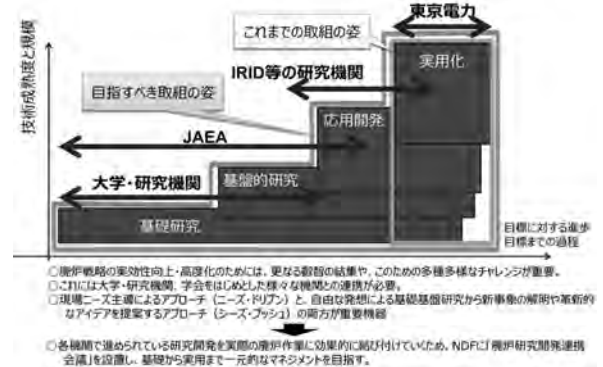 東京電力
これまでの取組の姿
実用化
IRID等の研究機関
目指すべき取組の姿
応用開発
JAEA
大学・研究機関
基盤的研究
基礎研究
技術成熟度と規模
目標に対する進歩
目標までの過程
○廃炉戦略の実効性向上・高度化のためには、更なる叡智の結集や、このための多種多様なチャレンジが重要。
○これには大学・研究機関、学会をはじめとした様々な機関との連携が必要。
○現場ニーズ主導によるアプローチ（ニーズ・ドリブン）と、自由な発想による基礎基盤研究から新事象の解明や革新的
なアイデアを提案するアプローチ（シーズ・プッシュ）の両方が重要機器
○各機関で進められている研究開発を実際の廃炉作業に効果的に結び付けていくため、NDFに「廃炉研究開発連携
会議」を設置し、基礎から実用まで一元的なマネジメントを目指す。